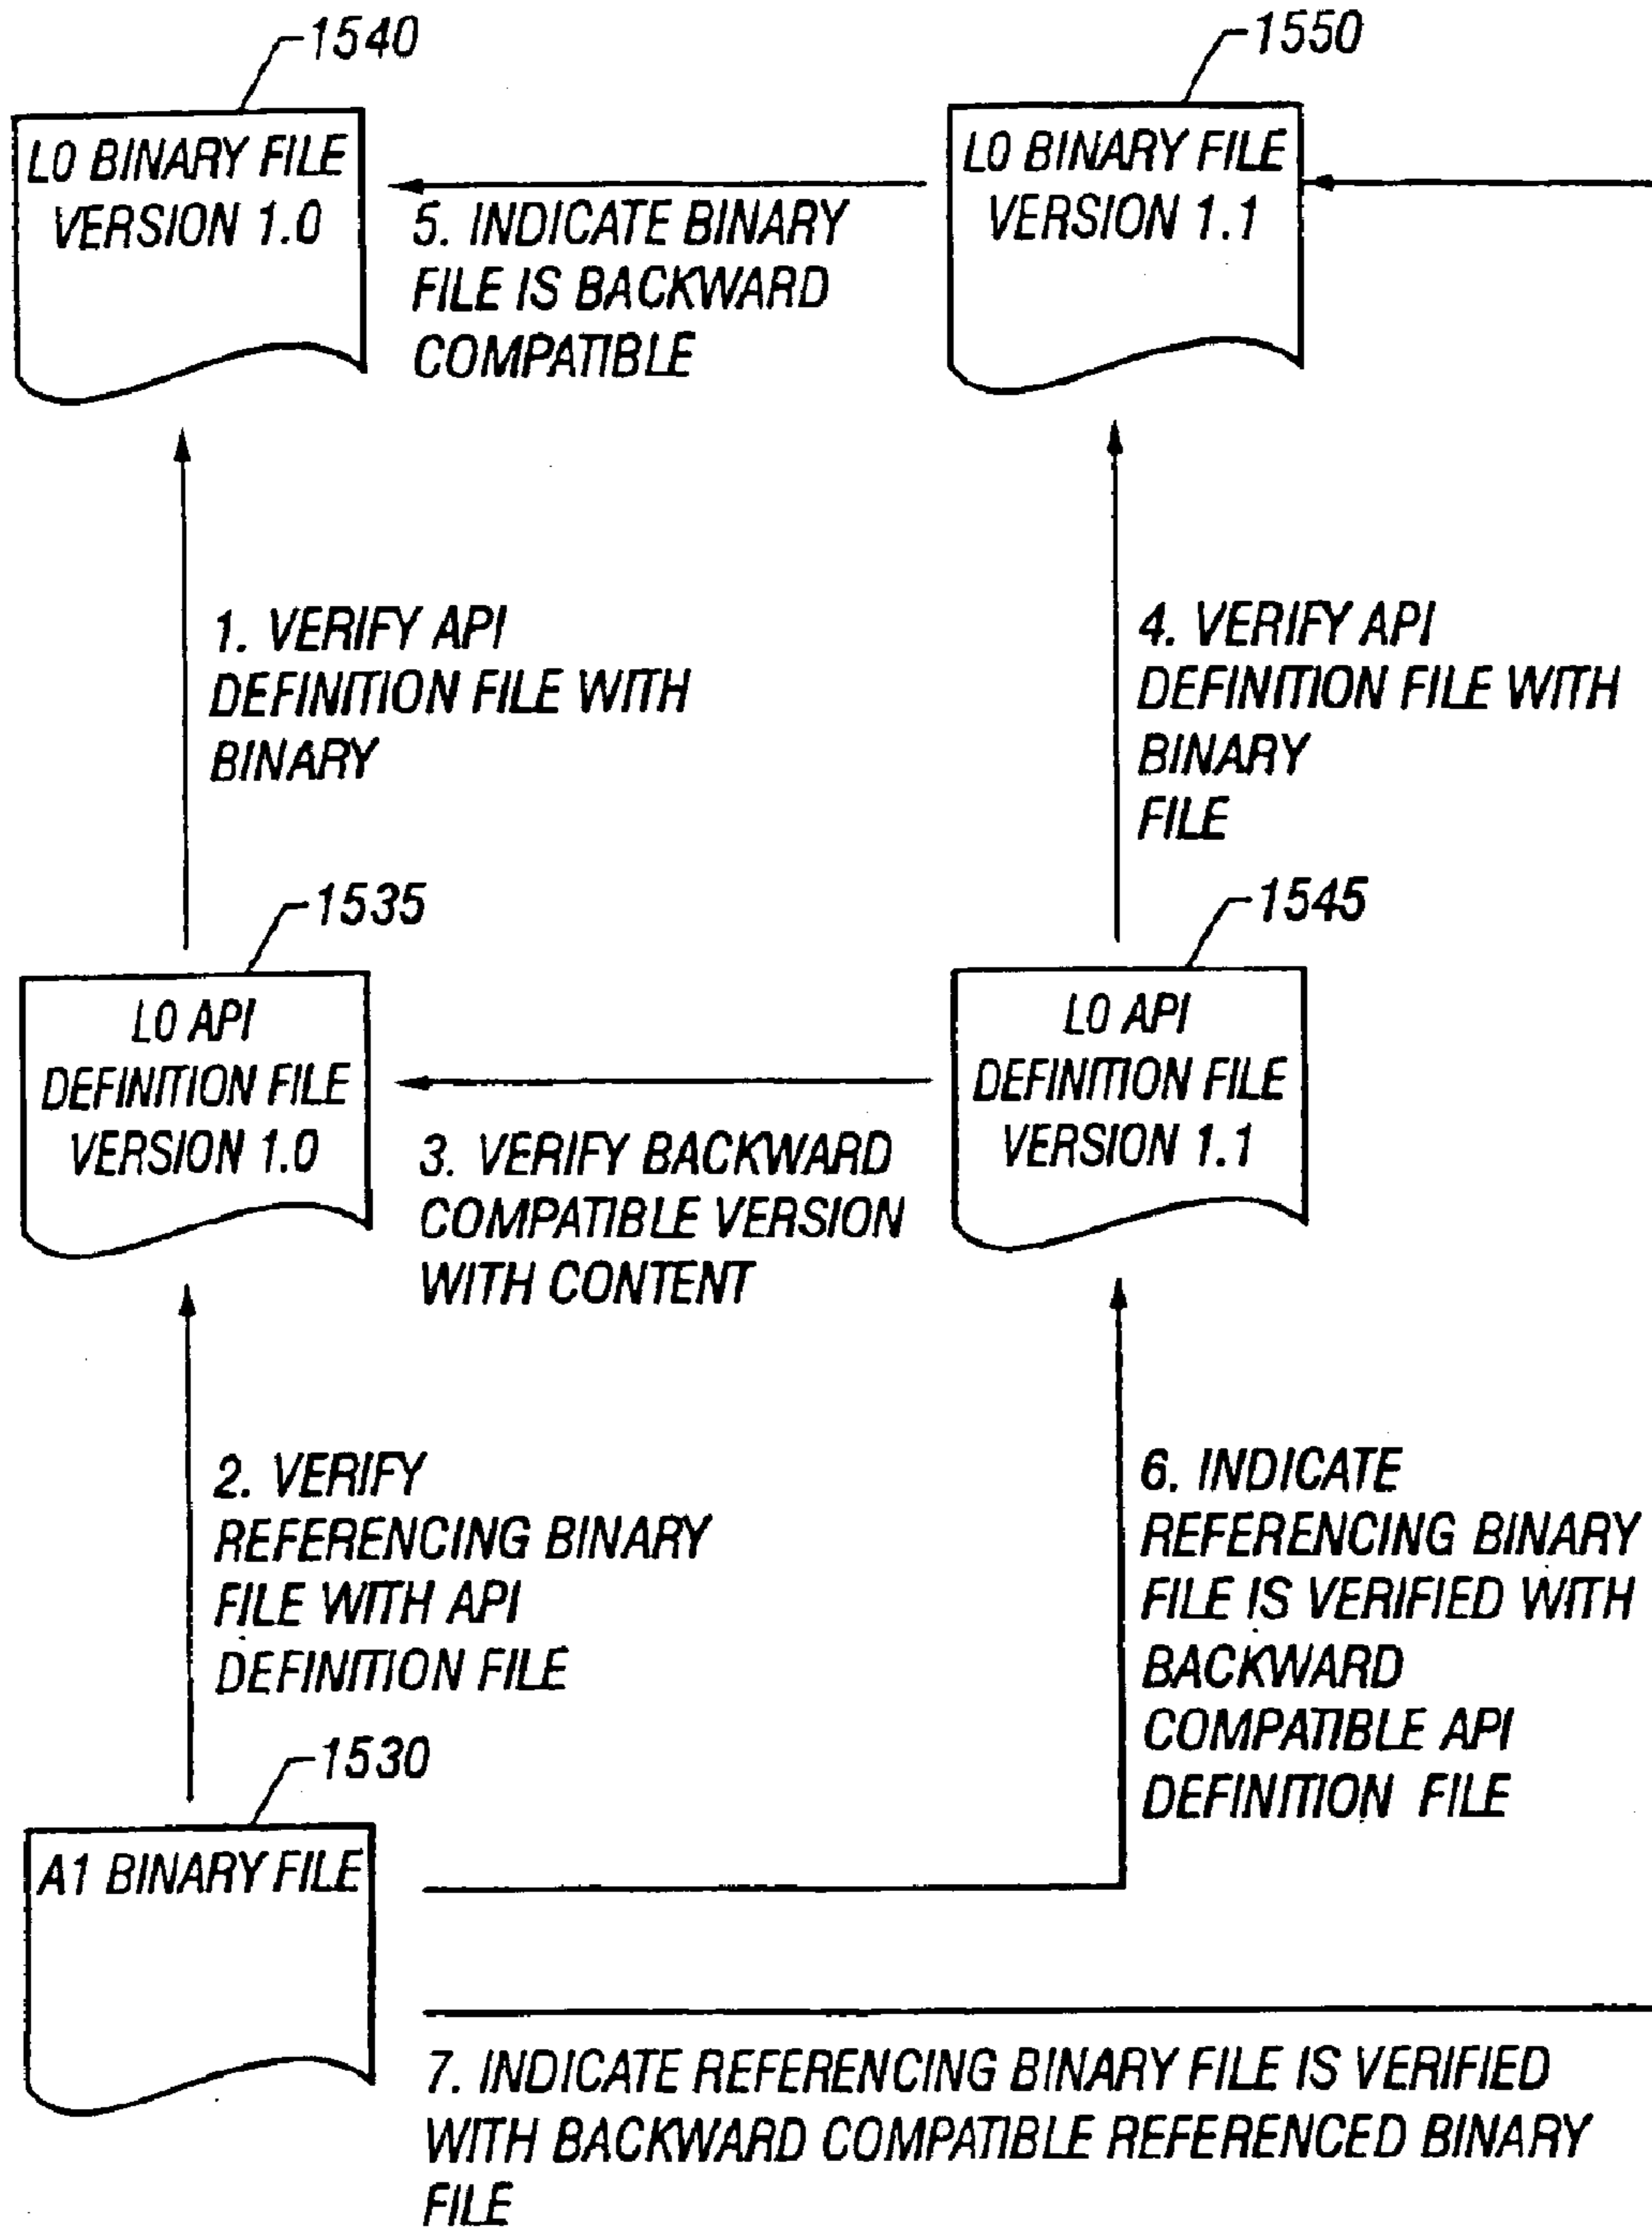 1540
1550
L0 BINARY FILE
VERSION 1.0
5. INDICATE BINARY
FILE IS BACKWARD
COMPATIBLE
L0 BINARY FILE
VERSION 1.1
1. VERIFY API
DEFINITION FILE WITH
BINARY
4. VERIFY API
DEFINITION FILE WITH
BINARY
FILE
1535
1545
L0 API
DEFINITION FILE
VERSION 1.0
3. VERIFY BACKWARD
COMPATIBLE VERSION
WITH CONTENT
L0 API
DEFINITION FILE
VERSION 1.1
2. VERIFY
REFERENCING BINARY
FILE WITH API
DEFINITION FILE
6. INDICATE
REFERENCING BINARY
FILE IS VERIFIED WITH
BACKWARD
COMPATIBLE API
DEFINITION FILE
1530
A1 BINARY FILE
7. INDICATE REFERENCING BINARY FILE IS VERIFIED
WITH BACKWARD COMPATIBLE REFERENCED BINARY
FILE